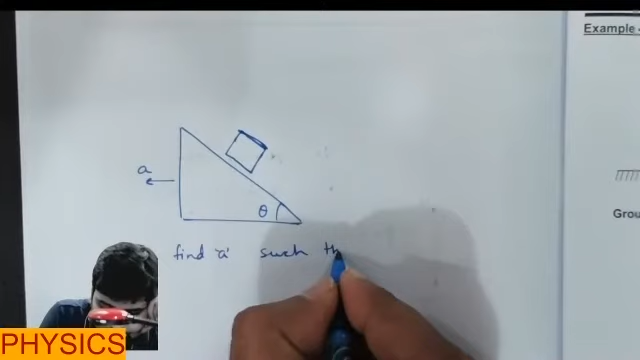 Example
a
θ
Grou
find 'a' such th
PHYSICS